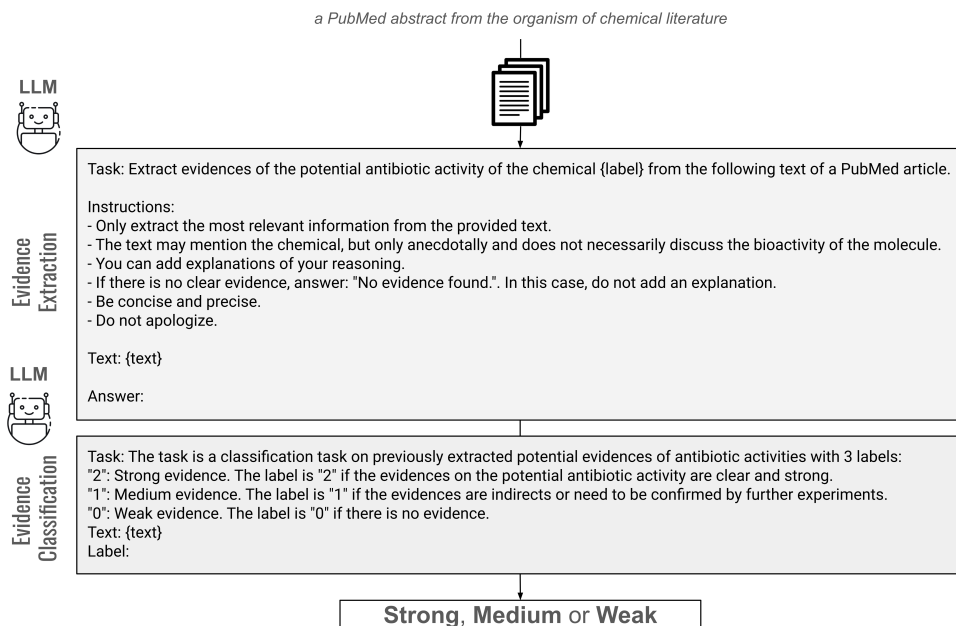 a PubMed abstract from the organism of chemical literature
LLM
Evidence
Extraction
Task: Extract evidences of the potential antibiotic activity of the chemical {label} from the following text of a PubMed article.
Instructions:
- Only extract the most relevant information from the provided text.
- The text may mention the chemical, but only anecdotally and does not necessarily discuss the bioactivity of the molecule.
- You can add explanations of your reasoning.
- If there is no clear evidence, answer: "No evidence found.". In this case, do not add an explanation.
- Be concise and precise.
- Do not apologize.
Text: {text}
Answer:
LLM
Evidence
Classification
Task: The task is a classification task on previously extracted potential evidences of antibiotic activities with 3 labels:
"2": Strong evidence. The label is "2" if the evidences on the potential antibiotic activity are clear and strong.
"1": Medium evidence. The label is "1" if the evidences are indirects or need to be confirmed by further experiments.
"0": Weak evidence. The label is "0" if there is no evidence.
Text: {text}
Label:
Strong, Medium or Weak